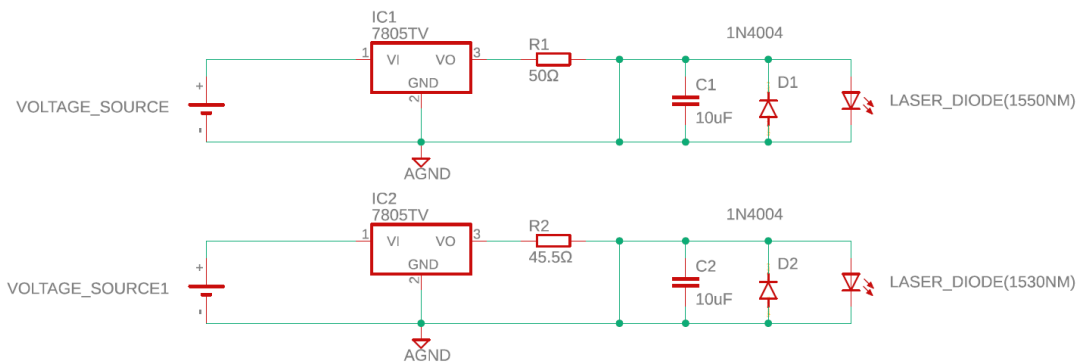 IC1
7805TV
1N4004
1
VI
VO
3
R1
50Ω
GND
2
C1
10uF
D1
+
-
VOLTAGE_SOURCE
LASER_DIODE(1550NM)
AGND
IC2
7805TV
1N4004
1
VI
VO
3
R2
45.5Ω
GND
2
C2
10uF
D2
+
-
VOLTAGE_SOURCE1
LASER_DIODE(1530NM)
AGND